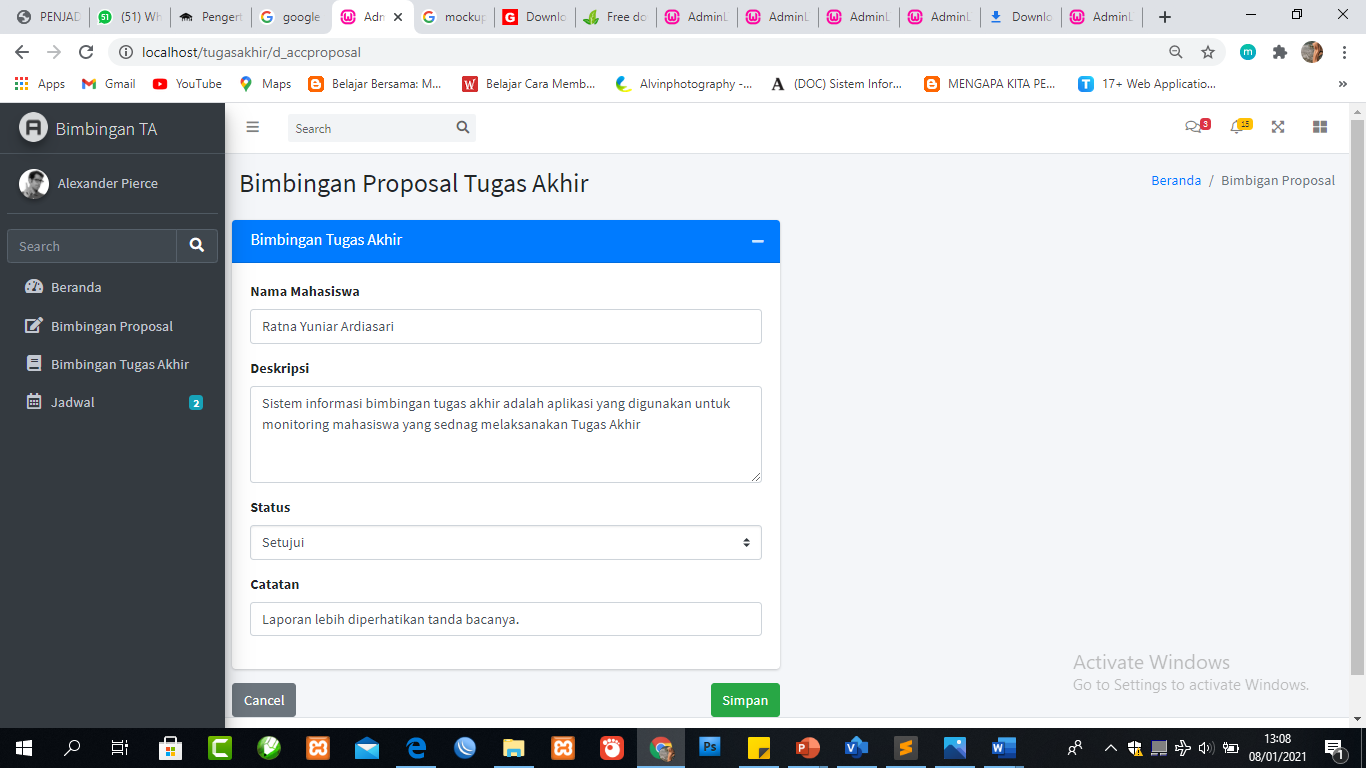 PENJAD
(51) Wh
Penger
google
Adn
mockup
Downlo
Free do
AdminL
AdminL
AdminL
AdminL
Downlo
AdminL
localhost/tugasakhir/d_accproposal
Apps
Gmail
YouTube
Maps
Belajar Bersama: M...
Belajar Cara Memb...
Alvinphotography -...
(DOC) Sistem Infor...
MENGAPA KITA PE...
17+ Web Applicatio...
Bimbingan TA
Search
3
15
Alexander Pierce
Bimbingan Proposal Tugas Akhir
Beranda / Bimbigan Proposal
Search
Beranda
Bimbingan Proposal
Bimbingan Tugas Akhir
Jadwal
2
Bimbingan Tugas Akhir
Nama Mahasiswa
Ratna Yuniar Ardiasari
Deskripsi
Sistem informasi bimbingan tugas akhir adalah aplikasi yang digunakan untuk
monitoring mahasiswa yang sednag melaksanakan Tugas Akhir
Status
Setujui
Catatan
Laporan lebih diperhatikan tanda bacanya.
Cancel
Simpan
Activate Windows
Go to Settings to activate Windows.
13:08
08/01/2021
1